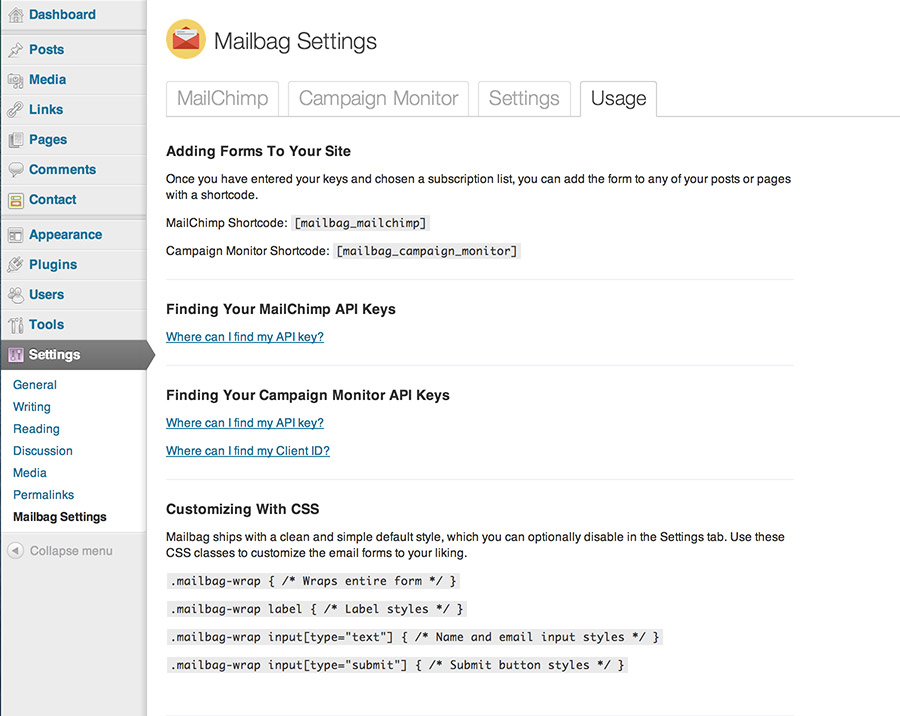 Dashboard
Posts
Media
Links
Pages
Comments
Contact
Appearance
Plugins
Users
Tools
Settings
General
Writing
Reading
Discussion
Media
Permalinks
Mailbag Settings
Collapse menu
Mailbag Settings
MailChimp
Campaign Monitor
Settings
Usage
Adding Forms To Your Site
Once you have entered your keys and chosen a subscription list, you can add the form to any of your posts or pages
with a shortcode.
MailChimp Shortcode: [mailbag_mailchimp]
Campaign Monitor Shortcode: [mailbag_campaign_monitor]
Finding Your MailChimp API Keys
Where can I find my API key?
Finding Your Campaign Monitor API Keys
Where can I find my API key?
Where can I find my Client ID?
Customizing With CSS
Mailbag ships with a clean and simple default style, which you can optionally disable in the Settings tab. Use these
CSS classes to customize the email forms to your liking.
.mailbag-wrap { /* Wraps entire form */ }
.mailbag-wrap label { /* Label styles */ }
.mailbag-wrap input[type="text"] { /* Name and email input styles */ }
.mailbag-wrap input[type="submit"] { /* Submit button styles */ }